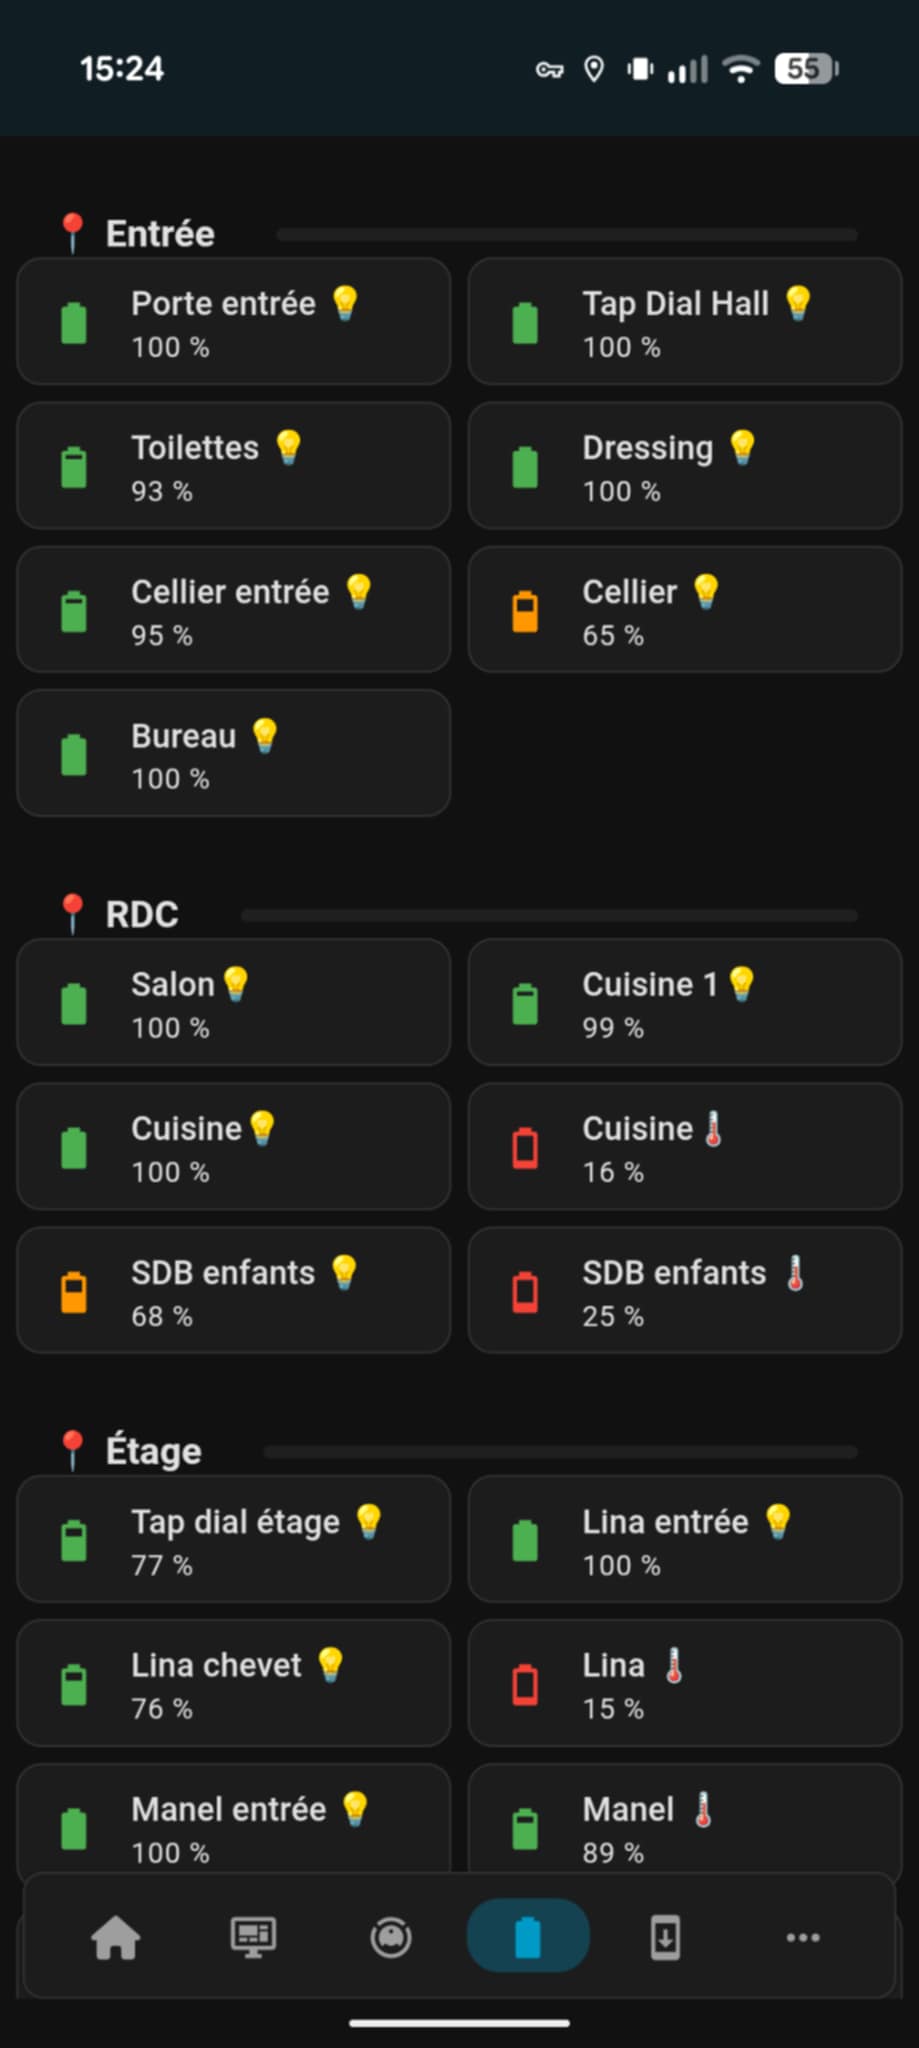 15:24
55
📍 Entrée
Porte entrée 💡
100 %
Tap Dial Hall 💡
100 %
Toilettes 💡
93 %
Dressing 💡
100 %
Cellier entrée 💡
95 %
Cellier 💡
65 %
Bureau 💡
100 %
📍 RDC
Salon💡
100 %
Cuisine 1💡
99 %
Cuisine💡
100 %
Cuisine🌡️
16 %
SDB enfants 💡
68 %
SDB enfants 🌡️
25 %
📍 Étage
Tap dial étage 💡
77 %
Lina entrée 💡
100 %
Lina chevet 💡
76 %
Lina 🌡️
15 %
Manel entrée 💡
100 %
Manel 🌡️
89 %